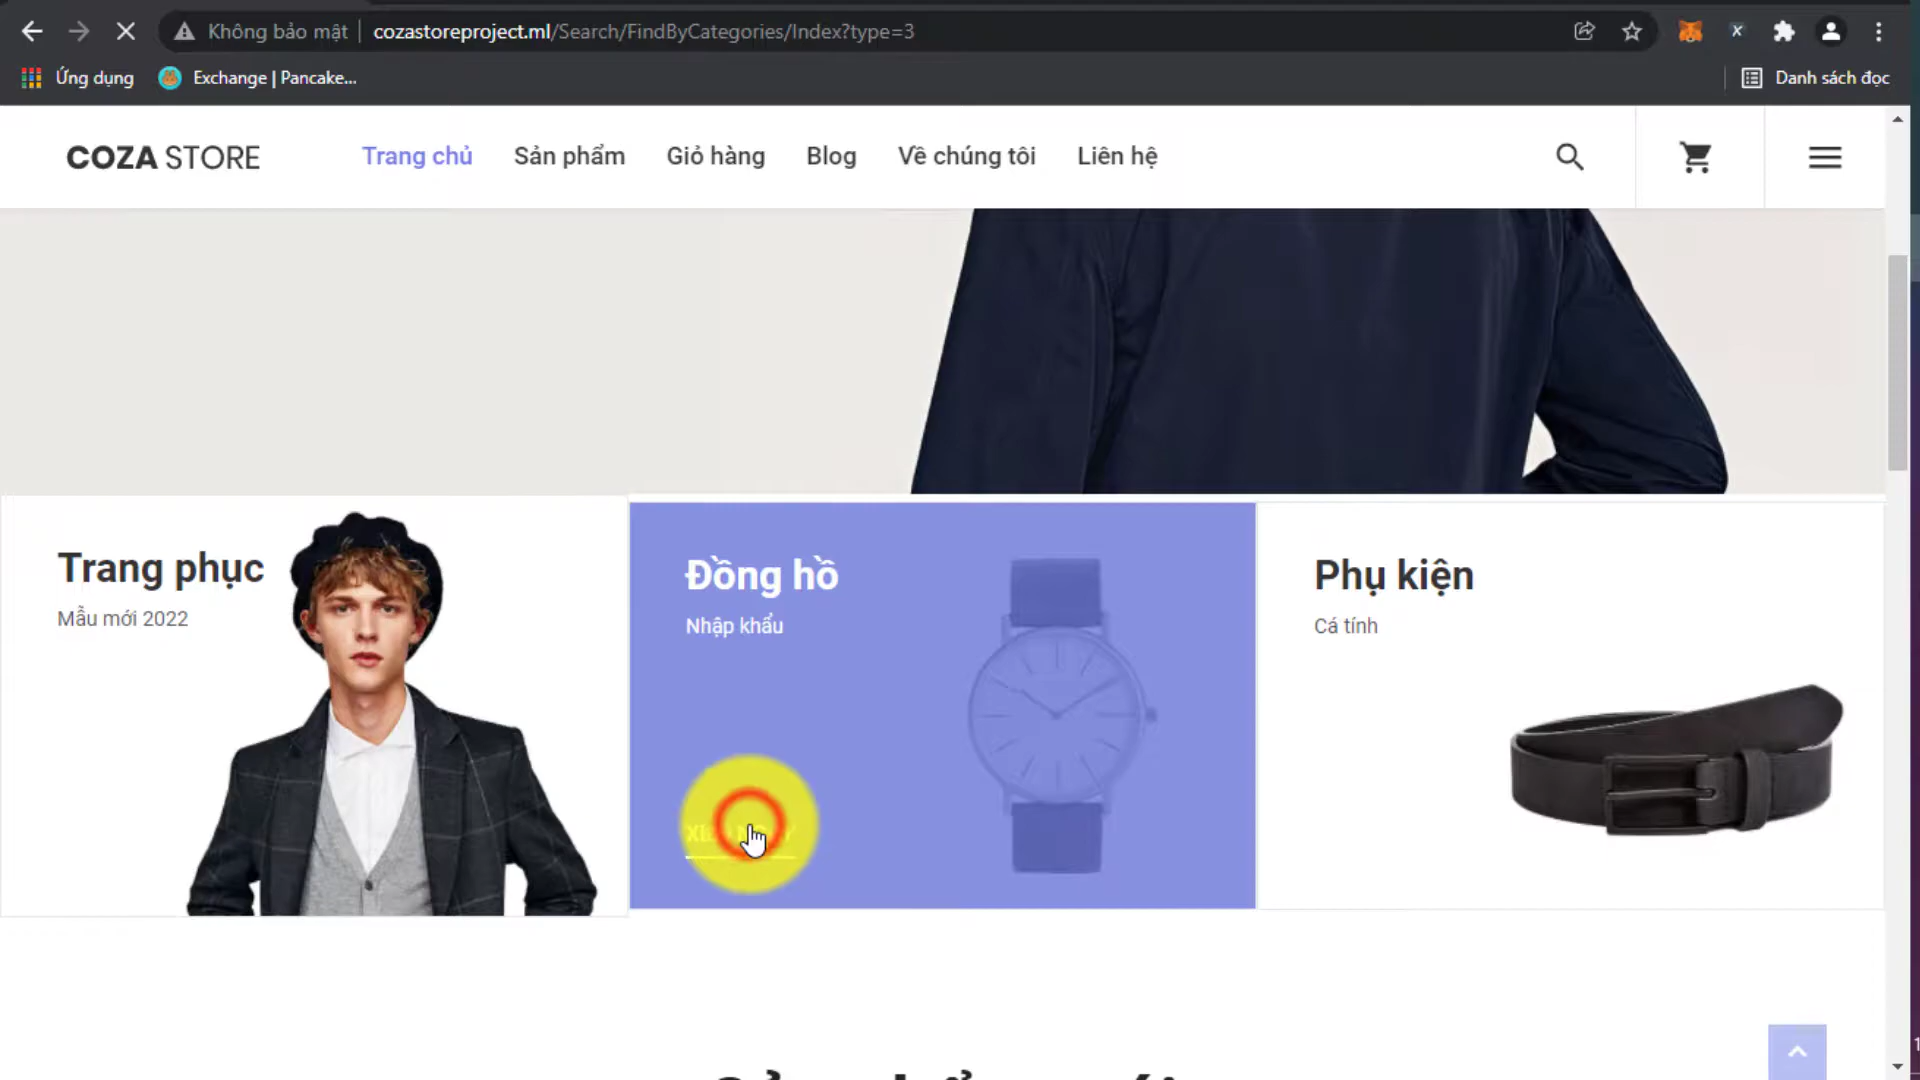 Không bảo mật
cozastoreproject.ml/Search/FindByCategories/Index?type=3
Ứng dụng
Exchange | Pancake...
Danh sách đọc
COZA STORE
Trang chủ
Sản phẩm
Giỏ hàng
Blog
Về chúng tôi
Liên hệ
Trang phục
Mẫu mới 2022
Đồng hồ
Nhập khẩu
Phụ kiện
Cá tính